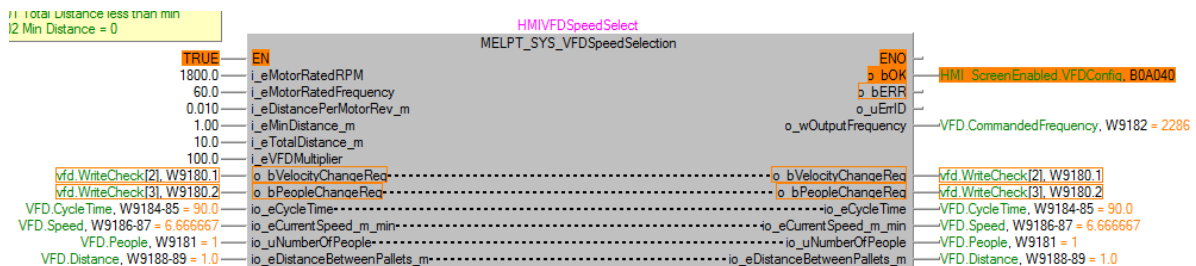 01 Total Distance less than min
02 Min Distance = 0
HMIVFDSpeedSelect
MELPT_SYS_VFDSpeedSelection
TRUE EN ENO
1800.0 i_eMotorRatedRPM o_bOK HMI_ScreenEnabled.VFDConfig, B0A040
60.0 i_eMotorRatedFrequency o_bERR
0.010 i_eDistancePerMotorRev_m o_uErrID
1.00 i_eMinDistance_m o_wOutputFrequency VFD.CommandedFrequency, W9182 = 2286
10.0 i_eTotalDistance_m
100.0 i_eVFDMultiplier
vfd.WriteCheck[2], W9180.1 o_bVelocityChangeReq o_bVelocityChangeReq vfd.WriteCheck[2], W9180.1
vfd.WriteCheck[3], W9180.2 o_bPeopleChangeReq o_bPeopleChangeReq vfd.WriteCheck[3], W9180.2
VFD.CycleTime, W9184-85 = 90.0 io_eCycleTime io_eCycleTime VFD.CycleTime, W9184-85 = 90.0
VFD.Speed, W9186-87 = 6.666667 io_eCurrentSpeed_m_min io_eCurrentSpeed_m_min VFD.Speed, W9186-87 = 6.666667
VFD.People, W9181 = 1 io_uNumberOfPeople io_uNumberOfPeople VFD.People, W9181 = 1
VFD.Distance, W9188-89 = 1.0 io_eDistanceBetweenPallets_m io_eDistanceBetweenPallets_m VFD.Distance, W9188-89 = 1.0